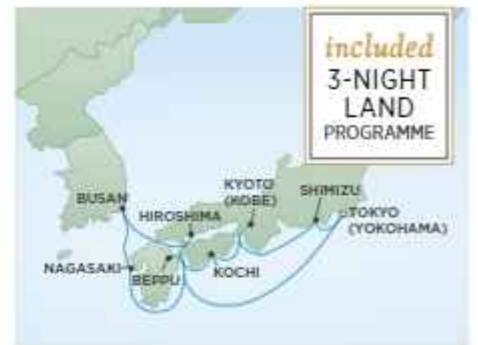 included
3-NIGHT
LAND
PROGRAMME
KYOTO
(KOBE)
SHIMIZU
BUSAN
HIROSHIMA
TOKYO
(YOKOHAMA)
NAGASAKI
BEPPU
KOCHI